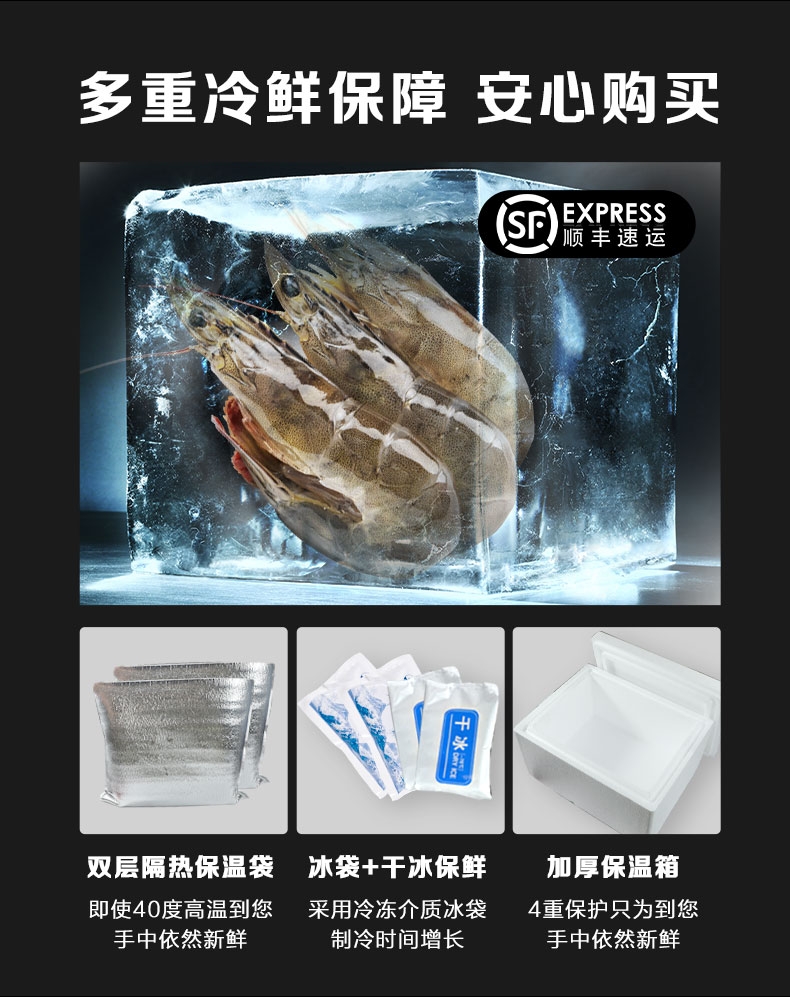 多重冷鲜保障 安心购买
SF EXPRESS
顺丰速运
干冰
DRY ICE
双层隔热保温袋
即使40度高温到您
手中依然新鲜
冰袋+干冰保鲜
采用冷冻介质冰袋
制冷时间增长
加厚保温箱
4重保护只为到您
手中依然新鲜